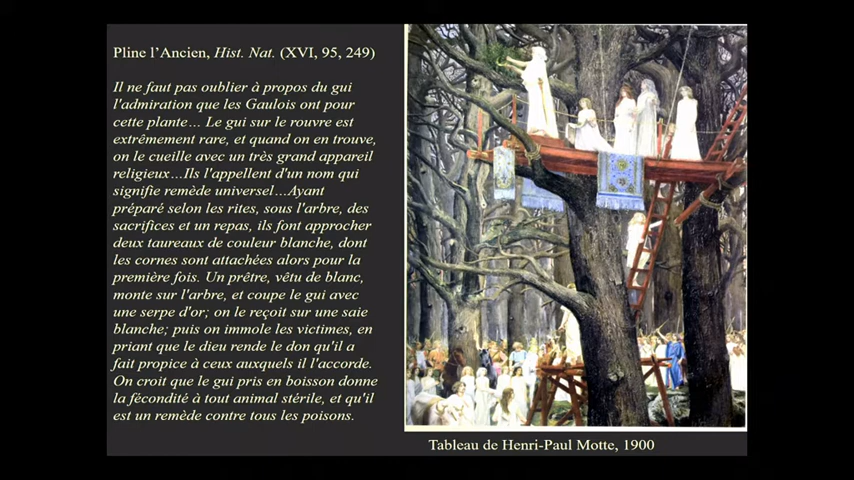 Pline l’Ancien, Hist. Nat. (XVI, 95, 249)
Il ne faut pas oublier à propos du gui
l'admiration que les Gaulois ont pour
cette plante… Le gui sur le rouvre est
extrêmement rare, et quand on en trouve,
on le cueille avec un très grand appareil
religieux…Ils l'appellent d'un nom qui
signifie remède universel…Ayant
préparé selon les rites, sous l'arbre, des
sacrifices et un repas, ils font approcher
deux taureaux de couleur blanche, dont
les cornes sont attachées alors pour la
première fois. Un prêtre, vêtu de blanc,
monte sur l'arbre, et coupe le gui avec
une serpe d'or; on le reçoit sur une saie
blanche; puis on immole les victimes, en
priant que le dieu rende le don qu'il a
fait propice à ceux auxquels il l'accorde.
On croit que le gui pris en boisson donne
la fécondité à tout animal stérile, et qu'il
est un remède contre tous les poisons.
Tableau de Henri-Paul Motte, 1900